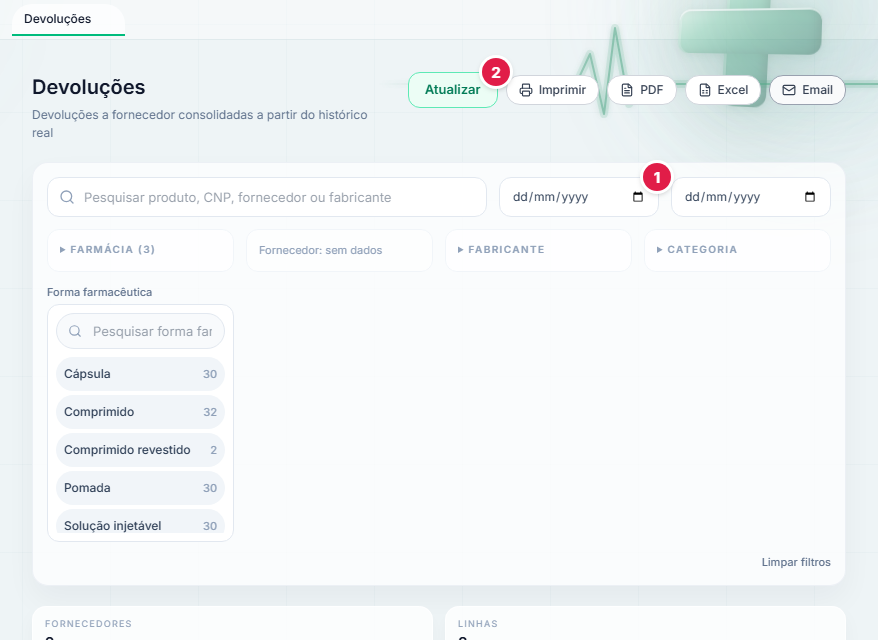 Devoluções
Devoluções
Devoluções a fornecedor consolidadas a partir do histórico
real
Atualizar
2
Imprimir
PDF
Excel
Email
Pesquisar produto, CNP, fornecedor ou fabricante
dd/mm/yyyy
1
dd/mm/yyyy
FARMÁCIA (3)
Fornecedor: sem dados
FABRICANTE
CATEGORIA
Forma farmacêutica
Pesquisar forma far
Cápsula 30
Comprimido 32
Comprimido revestido 2
Pomada 30
Solução injetável 30
Limpar filtros
FORNECEDORES
LINHAS